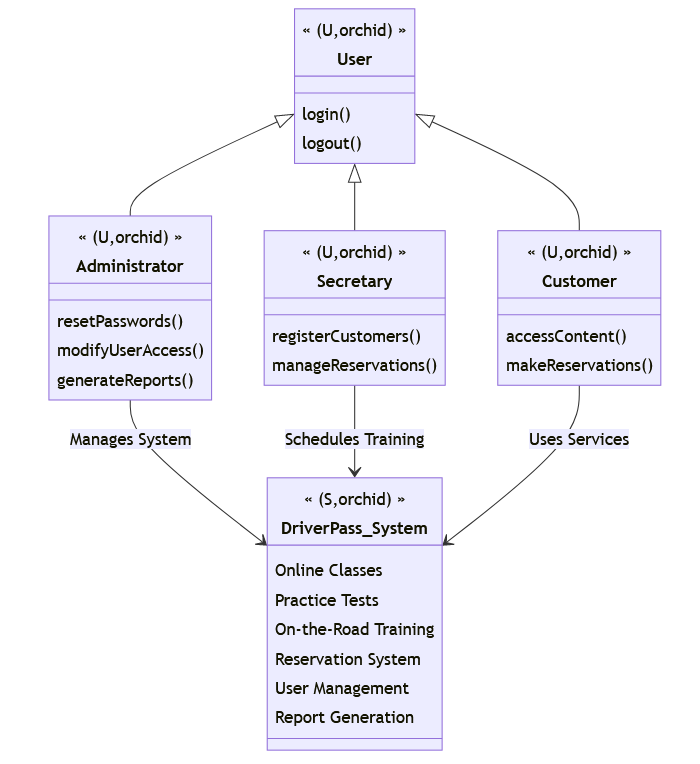 « (U,orchid) »
User
login()
logout()
« (U,orchid) »
Administrator
resetPasswords()
modifyUserAccess()
generateReports()
« (U,orchid) »
Secretary
registerCustomers()
manageReservations()
« (U,orchid) »
Customer
accessContent()
makeReservations()
Manages System
Schedules Training
Uses Services
« (S,orchid) »
DriverPass_System
Online Classes
Practice Tests
On-the-Road Training
Reservation System
User Management
Report Generation